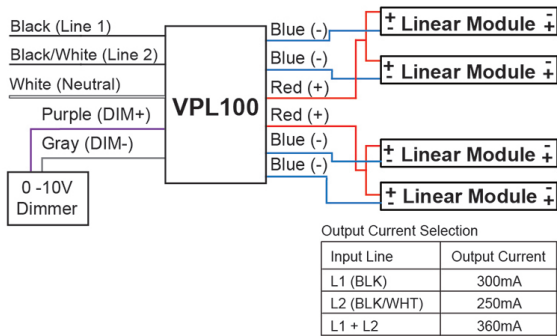 Black (Line 1)
Black/White (Line 2)
White (Neutral)
Purple (DIM+)
Gray (DIM-)
0 -10V
Dimmer
VPL100
Blue (-)
Blue (-)
Red (+)
Red (+)
Blue (-)
Blue (-)
+ Linear Module -
- +
+ Linear Module -
- +
+ Linear Module -
- +
+ Linear Module -
- +
Output Current Selection
Input Line Output Current
L1 (BLK) 300mA
L2 (BLK/WHT) 250mA
L1 + L2 360mA